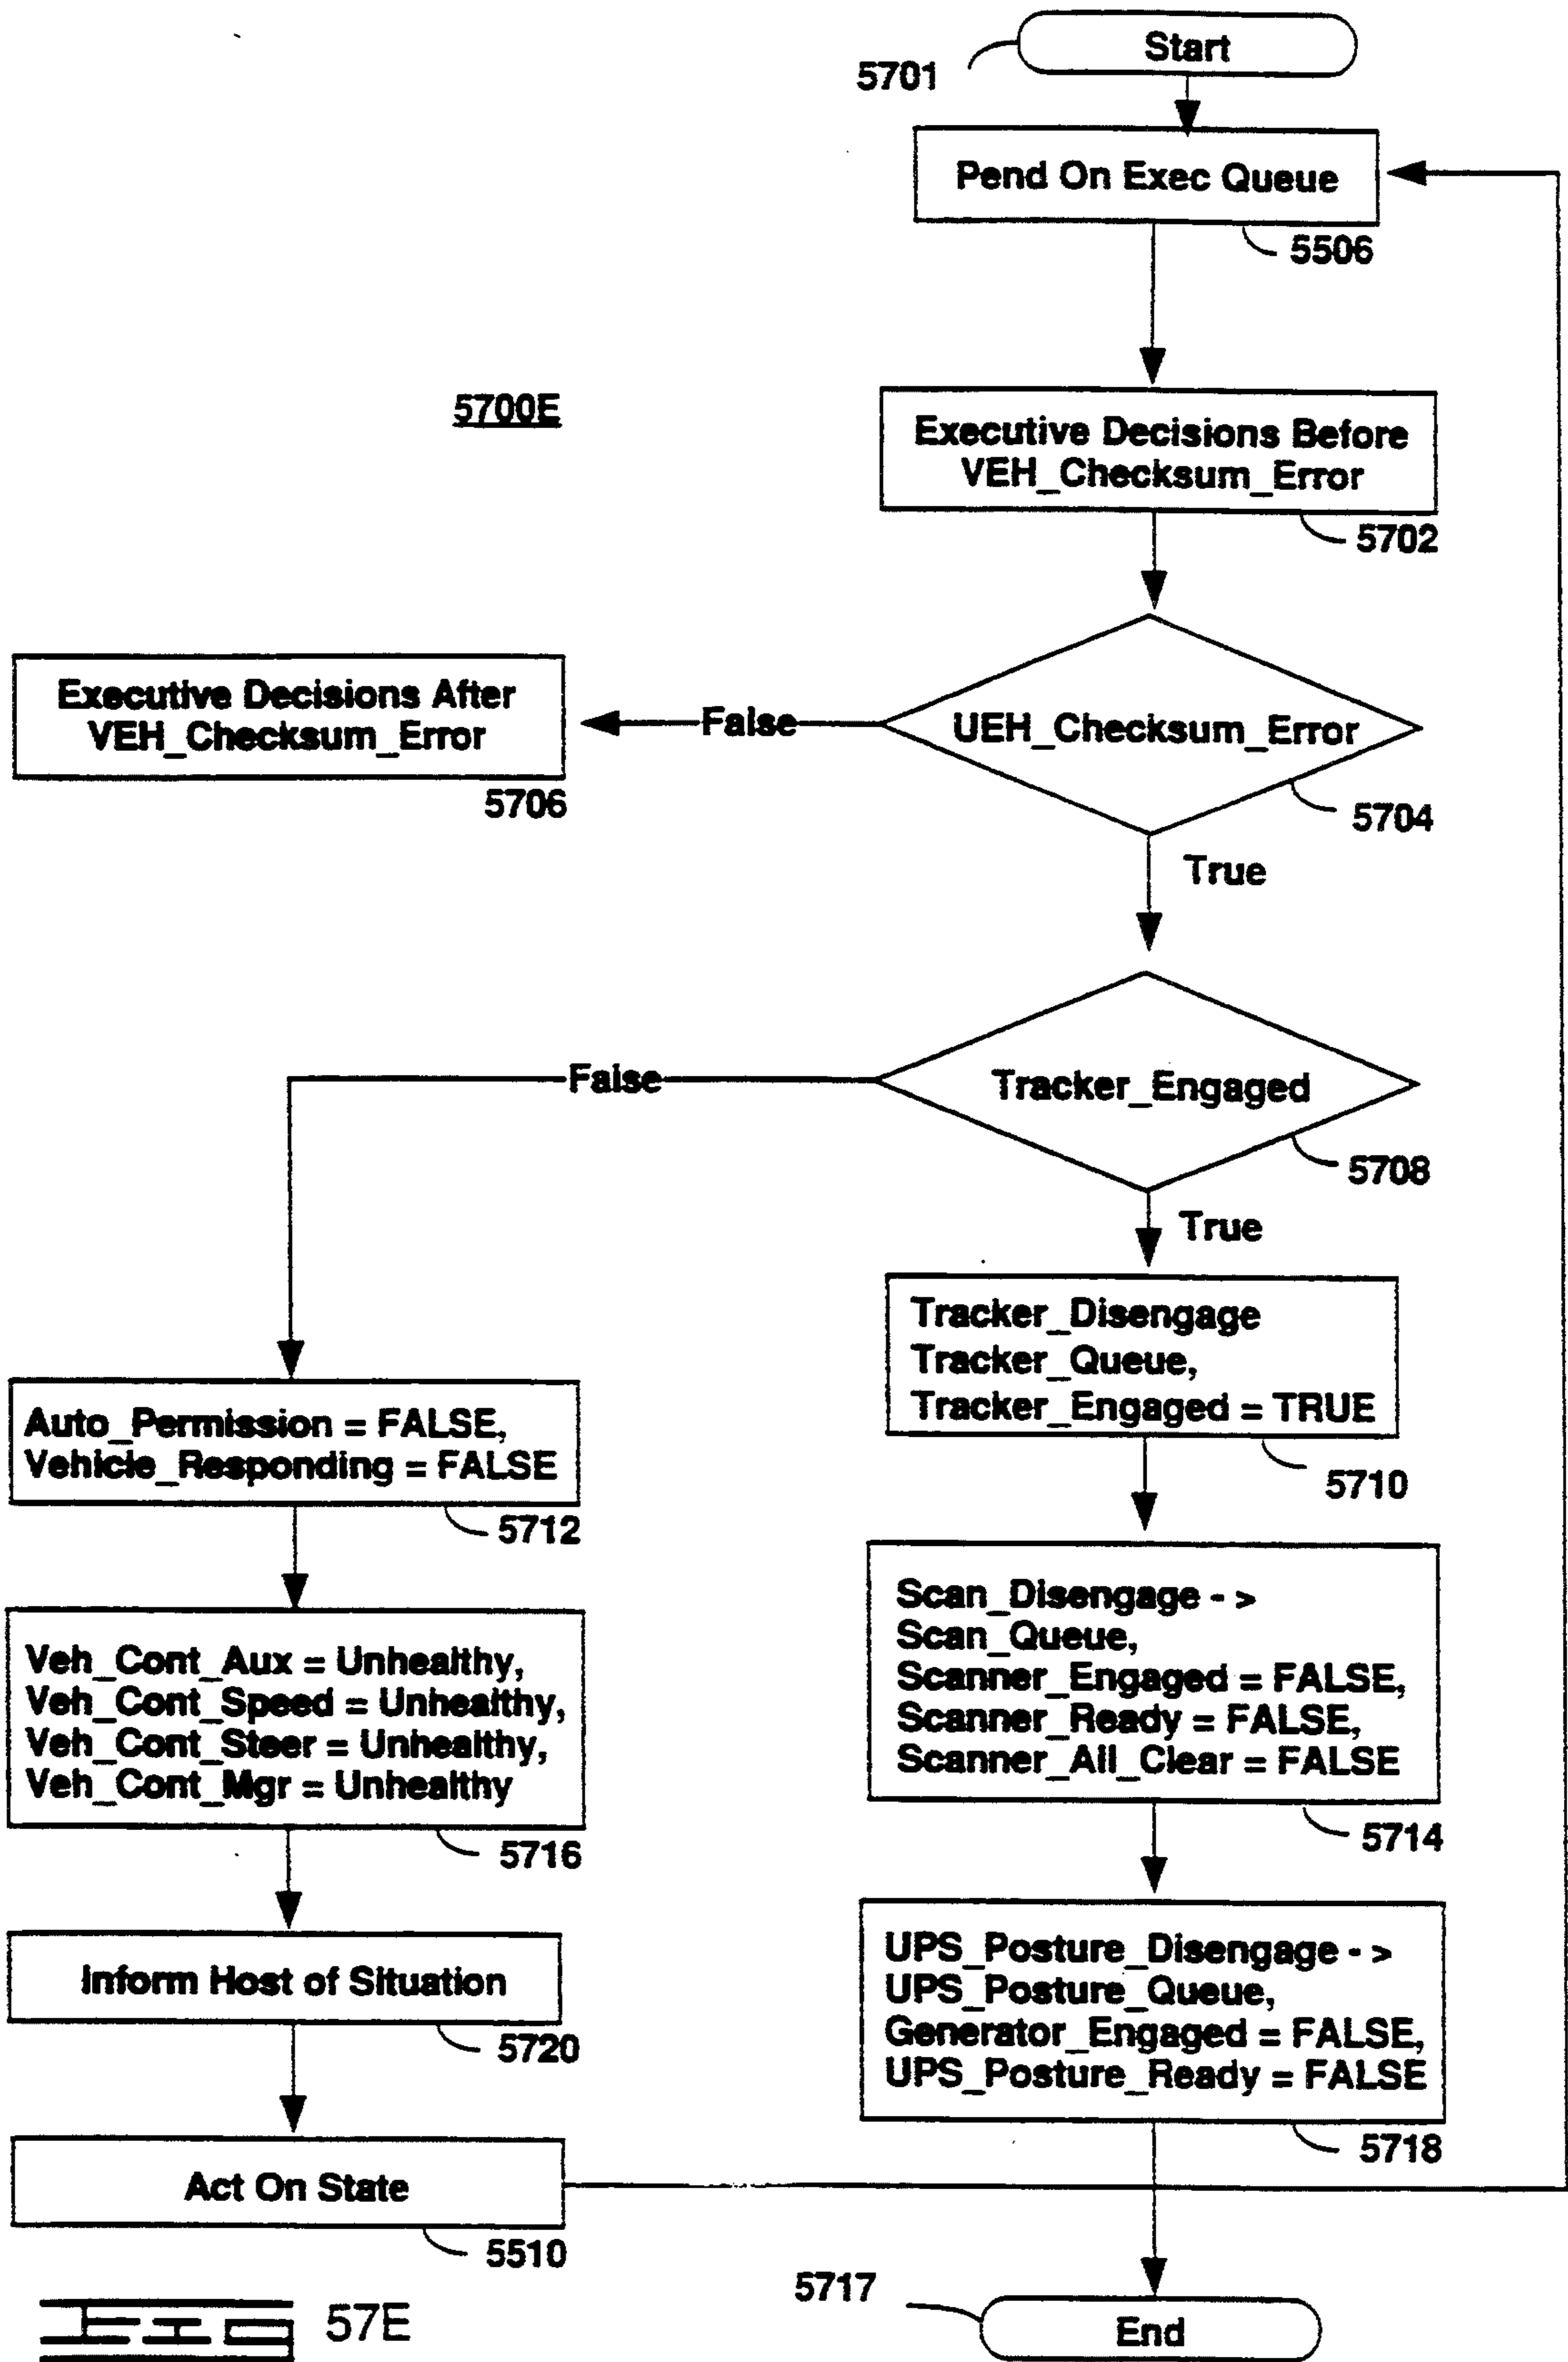 Start
5701
Pend On Exec Queue
5506
5700E
Executive Decisions Before
VEH_Checksum_Error
5702
Executive Decisions After
VEH_Checksum_Error
5706
False
UEH_Checksum_Error
5704
True
False
Tracker_Engaged
5708
True
Tracker_Disengage
Tracker_Queue,
Tracker_Engaged = TRUE
5710
Auto_Permission = FALSE,
Vehicle_Responding = FALSE
5712
Scan_Disengage - >
Scan_Queue,
Scanner_Engaged = FALSE,
Scanner_Ready = FALSE,
Scanner_All_Clear = FALSE
5714
Veh_Cont_Aux = Unhealthy,
Veh_Cont_Speed = Unhealthy,
Veh_Cont_Steer = Unhealthy,
Veh_Cont_Mgr = Unhealthy
5716
UPS_Posture_Disengage - >
UPS_Posture_Queue,
Generator_Engaged = FALSE,
UPS_Posture_Ready = FALSE
5718
Inform Host of Situation
5720
Act On State
5510
5717
End
FIG 57E